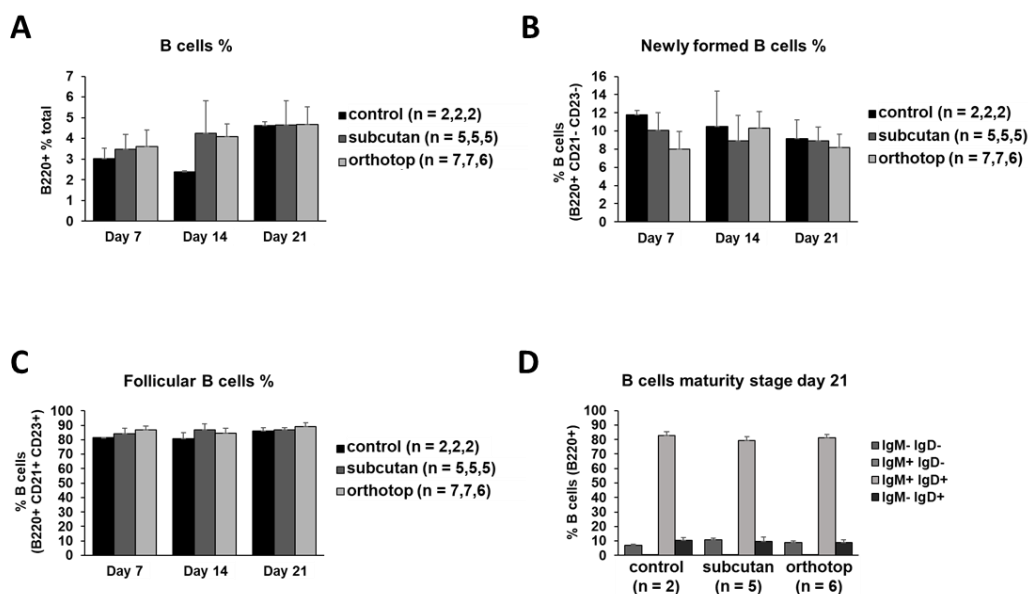 A
B cells %
B220+ % total
7
6
5
4
3
2
1
0
Day 7
Day 14
Day 21
control (n = 2,2,2)
subcutan (n = 5,5,5)
orthotop (n = 7,7,6)
B
Newly formed B cells %
% B cells
(B220+ CD21- CD23-)
16
14
12
10
8
6
4
2
0
Day 7
Day 14
Day 21
control (n = 2,2,2)
subcutan (n = 5,5,5)
orthotop (n = 7,7,6)
C
Follicular B cells %
% B cells
(B220+ CD21+ CD23+)
100
90
80
70
60
50
40
30
20
10
0
Day 7
Day 14
Day 21
control (n = 2,2,2)
subcutan (n = 5,5,5)
orthotop (n = 7,7,6)
D
B cells maturity stage day 21
% B cells (B220+)
100
90
80
70
60
50
40
30
20
10
0
control
(n = 2)
subcutan
(n = 5)
orthotop
(n = 6)
IgM- IgD-
IgM+ IgD-
IgM+ IgD+
IgM- IgD+